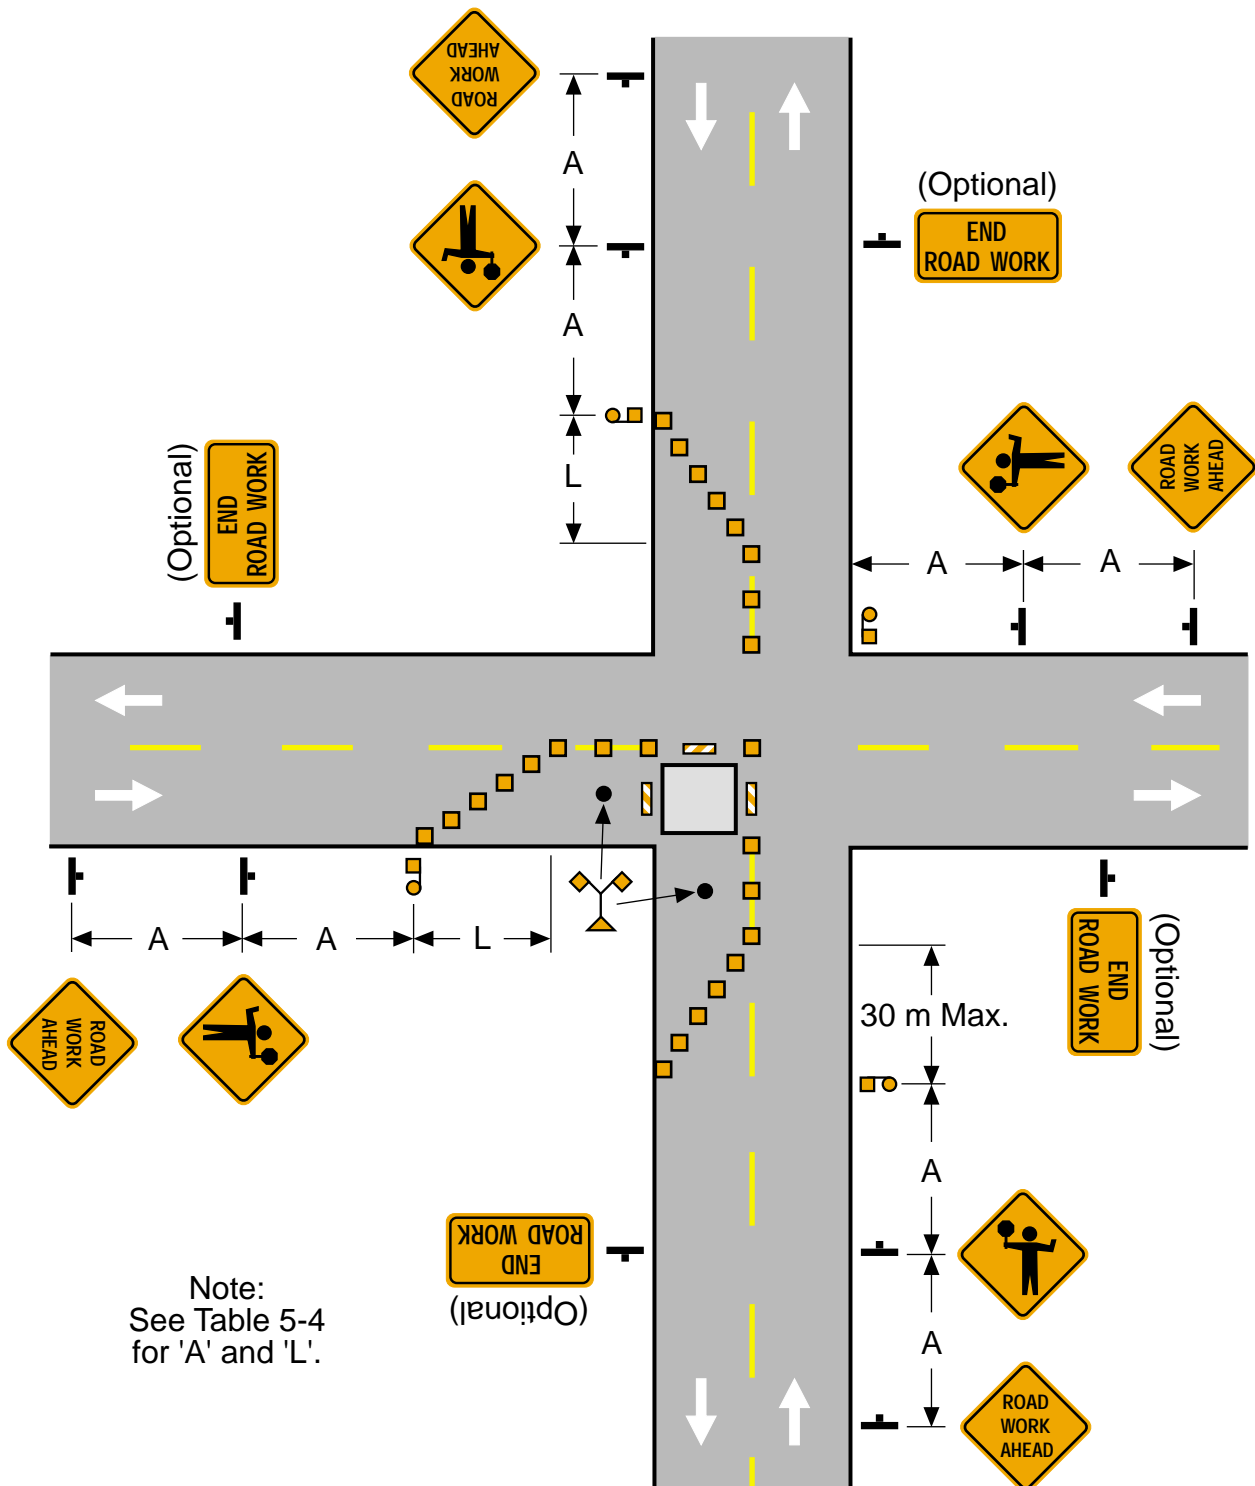 ROAD
WORK
AHEAD
A
(Optional)
END
ROAD WORK
A
(Optional)
END
ROAD WORK
L
ROAD
WORK
AHEAD
A
A
A
A
L
ROAD
WORK
AHEAD
(Optional)
END
ROAD WORK
30 m Max.
A
END
ROAD WORK
(Optional)
Note:
See Table 5-4
for 'A' and 'L'.
A
ROAD
WORK
AHEAD